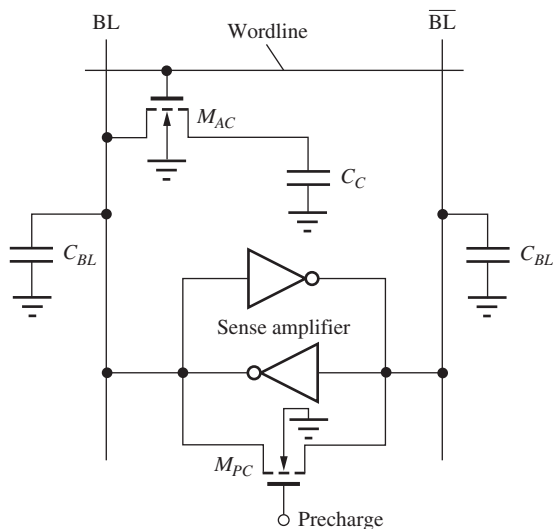 BL
Wordline
BL
M_AC
C_C
C_BL
C_BL
Sense amplifier
M_PC
Precharge